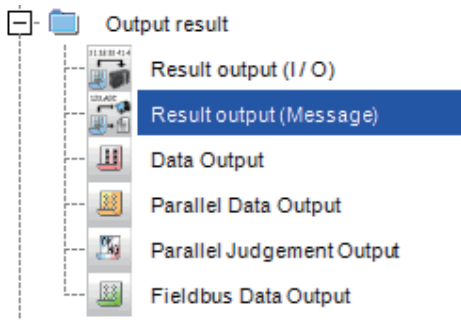 Output result
Result output (I / O)
Result output (Message)
Data Output
Parallel Data Output
Parallel Judgement Output
Fieldbus Data Output